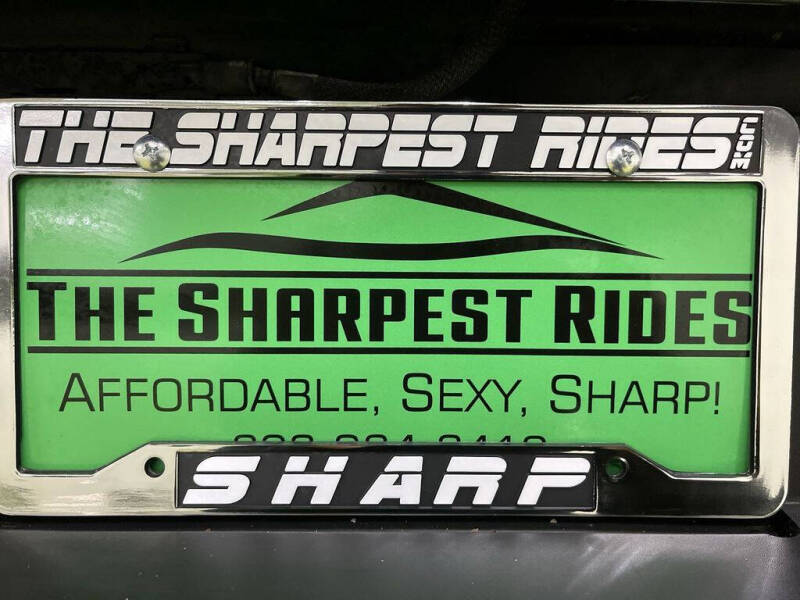 THE SHARPEST RIDES
.COM
THE SHARPEST RIDES
AFFORDABLE, SEXY, SHARP!
SHARP